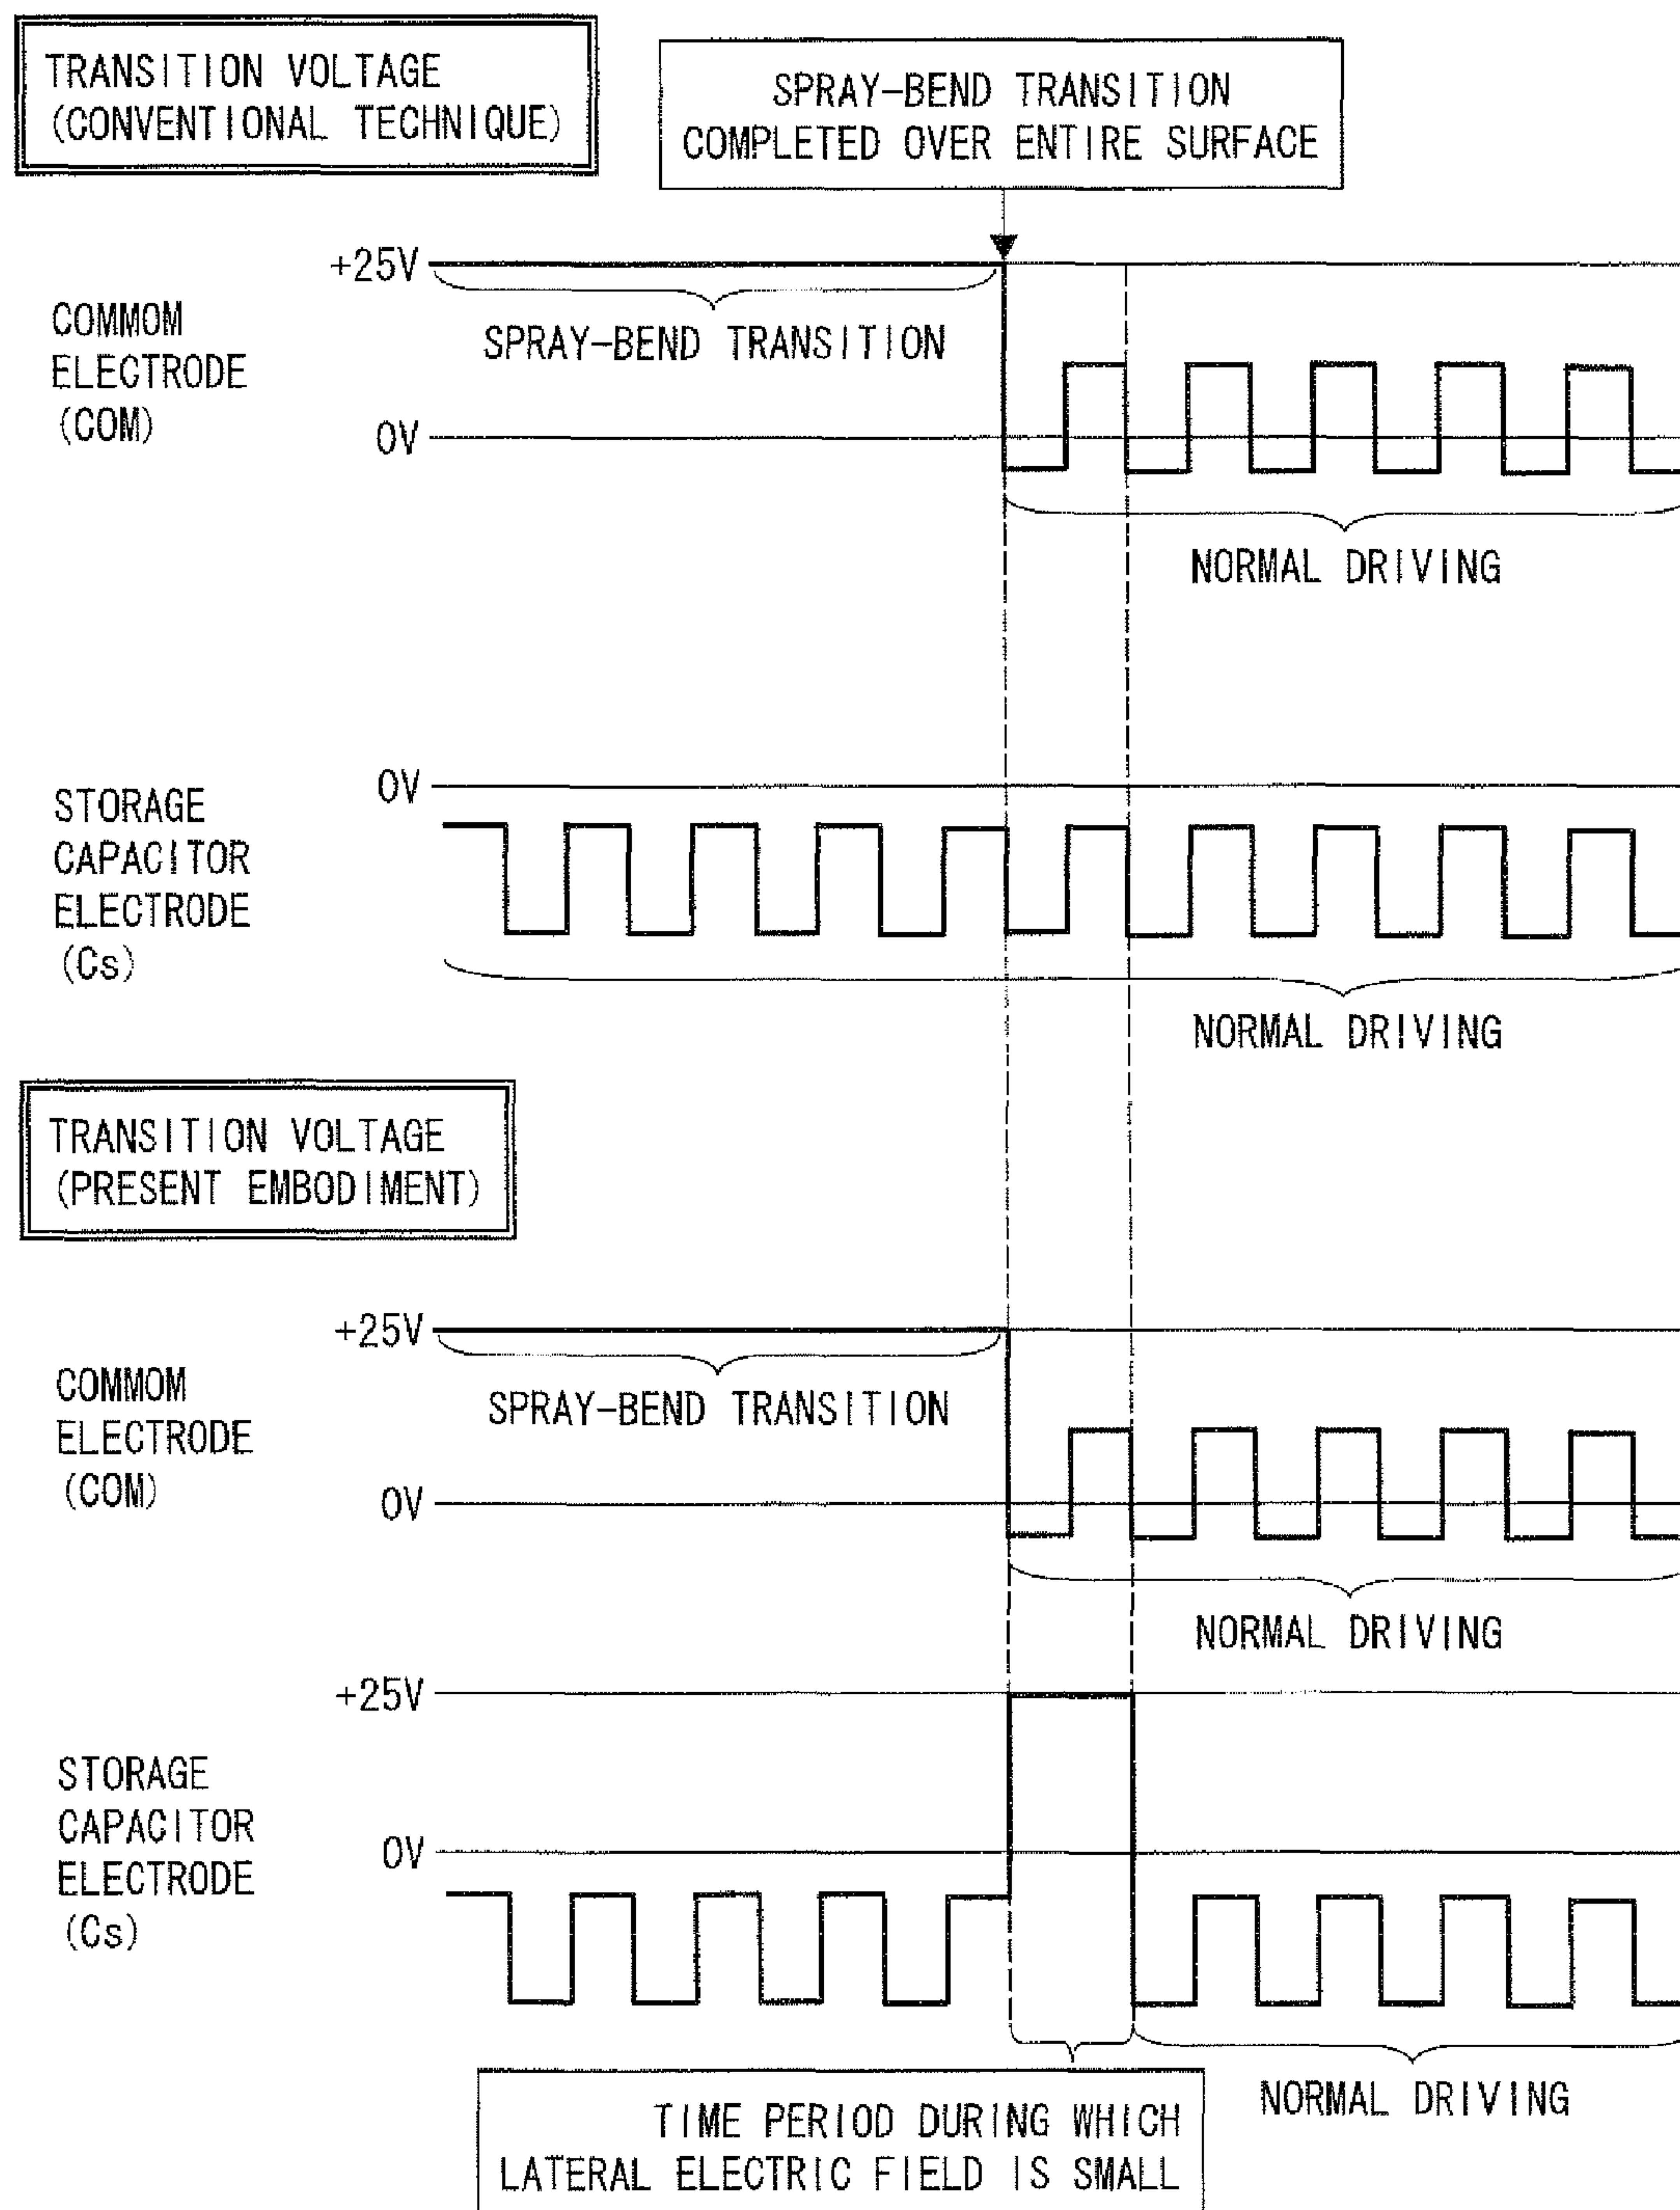 TRANSITION VOLTAGE
(CONVENTIONAL TECHNIQUE)
SPRAY-BEND TRANSITION
COMPLETED OVER ENTIRE SURFACE
+25V
COMMOM
ELECTRODE
(COM)
SPRAY-BEND TRANSITION
0V
NORMAL DRIVING
0V
STORAGE
CAPACITOR
ELECTRODE
(Cs)
NORMAL DRIVING
TRANSITION VOLTAGE
(PRESENT EMBODIMENT)
+25V
COMMOM
ELECTRODE
(COM)
SPRAY-BEND TRANSITION
0V
NORMAL DRIVING
+25V
STORAGE
CAPACITOR
ELECTRODE
(Cs)
0V
NORMAL DRIVING
TIME PERIOD DURING WHICH
LATERAL ELECTRIC FIELD IS SMALL